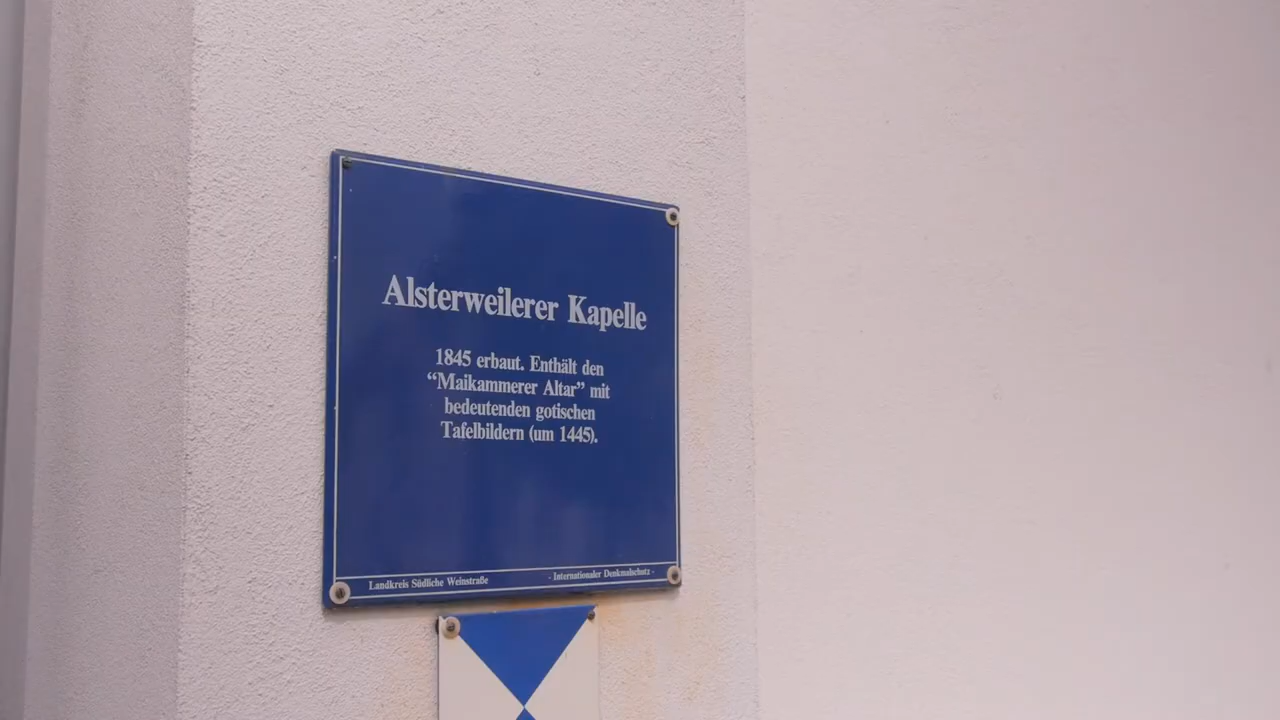 Alsterweilerer Kapelle
1845 erbaut. Enthält den
“Maikammerer Altar” mit
bedeutenden gotischen
Tafelbildern (um 1445).
Landkreis Südliche Weinstraße
- Internationaler Denkmalschutz -